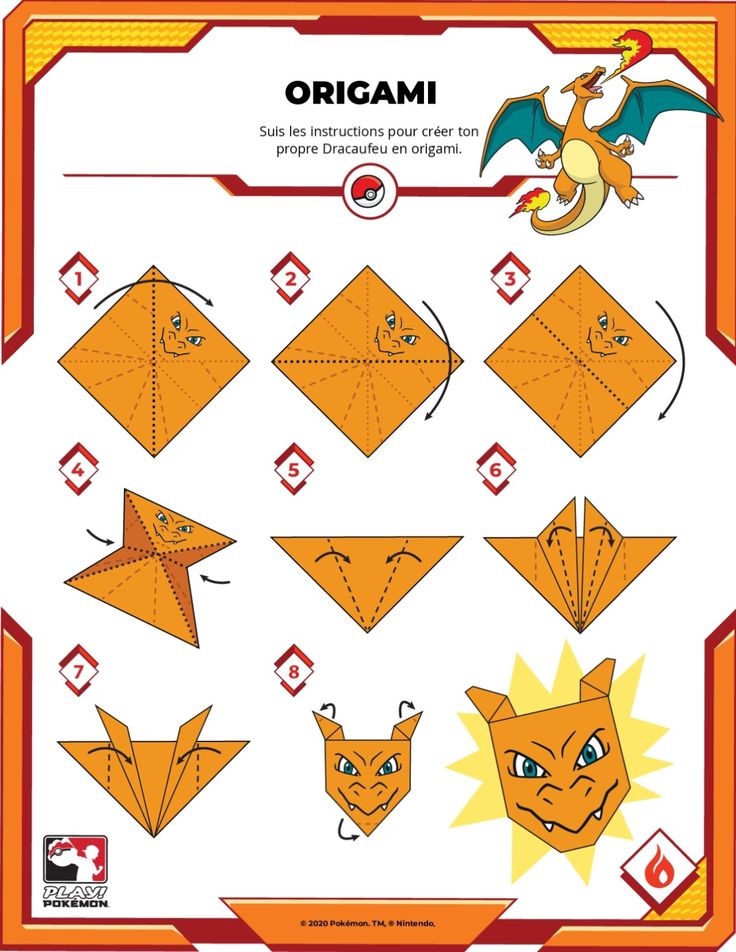 ORIGAMI
Suis les instructions pour créer ton
propre Dracaufeu en origami.
1
2
3
4
5
6
7
8
PLAY!
POKÉMON
© 2020 Pokémon. TM, ® Nintendo.